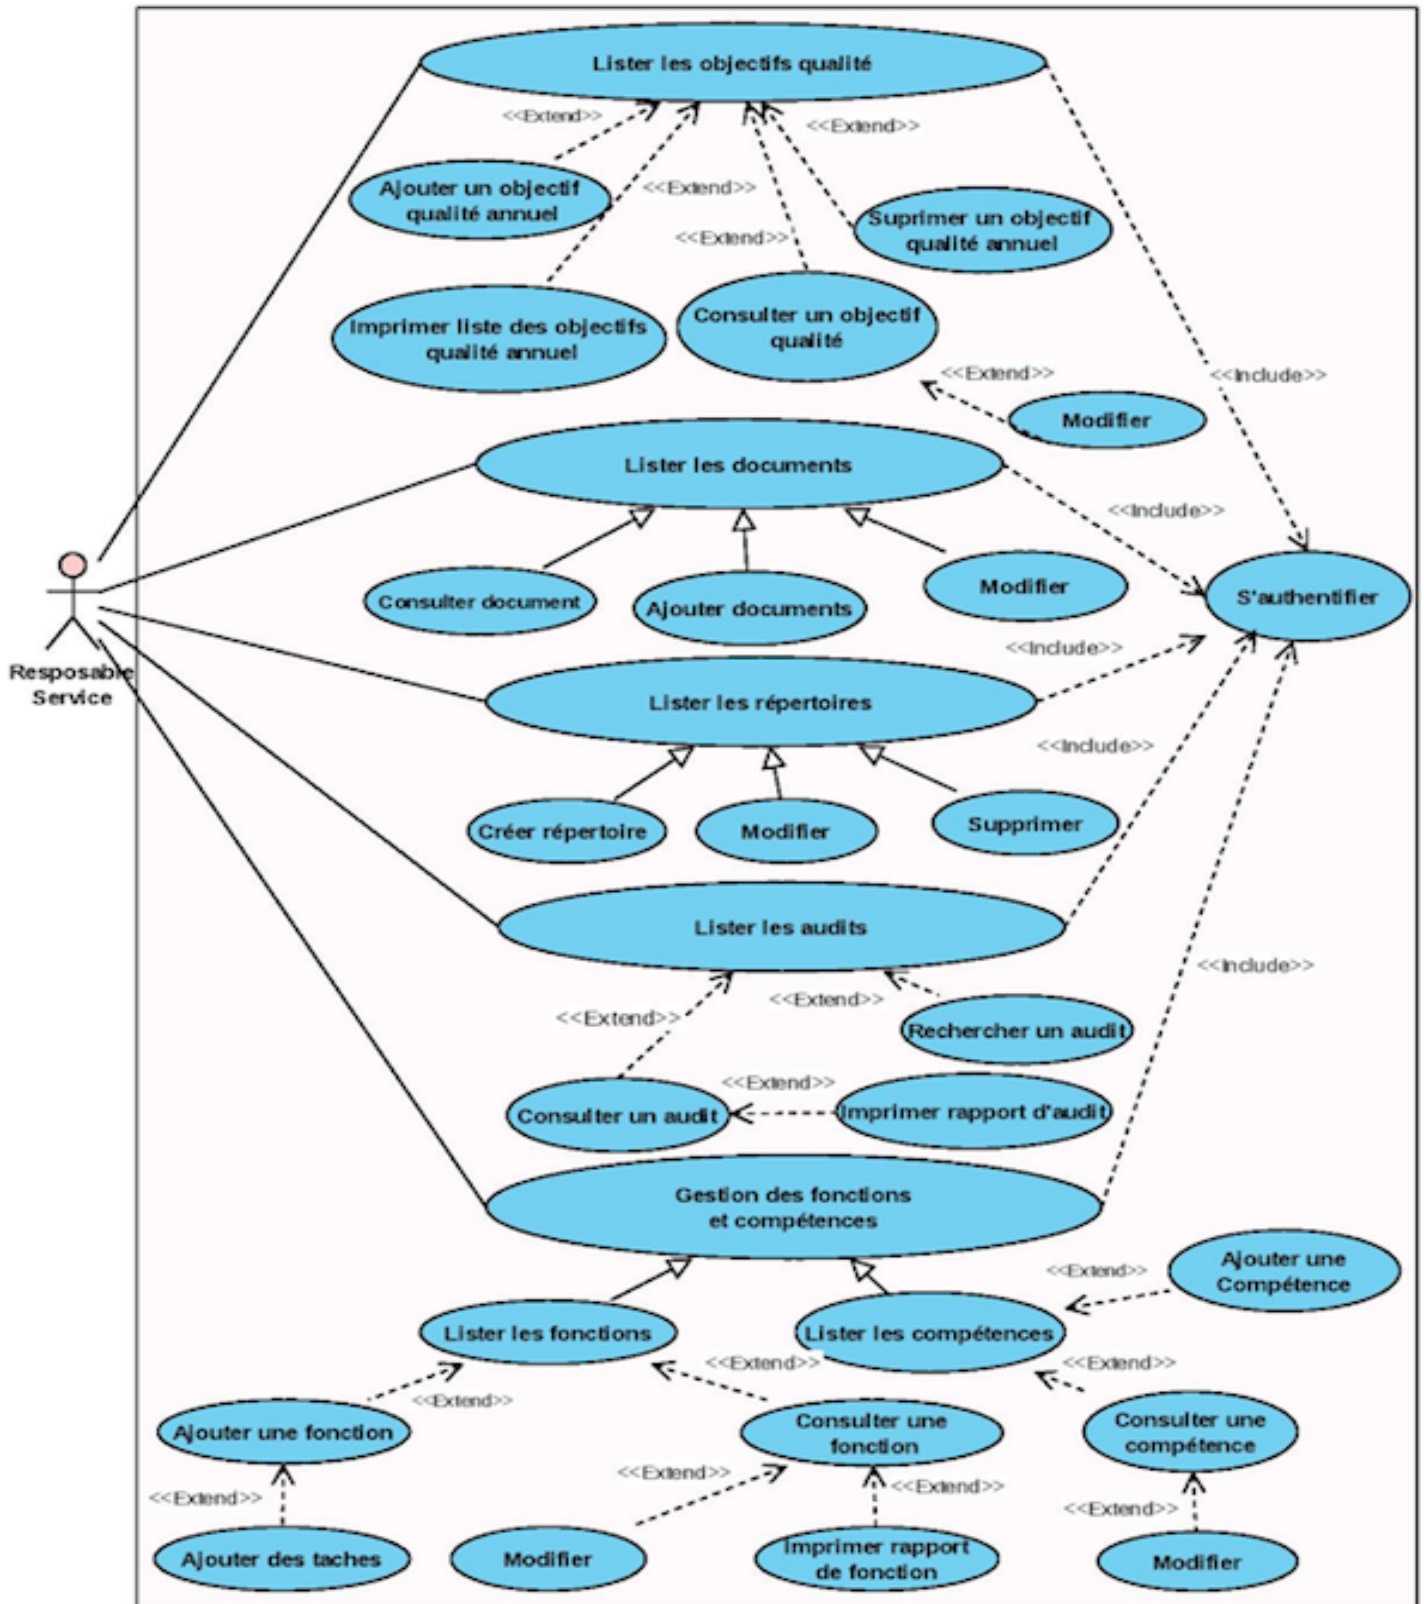 Lister les objectifs qualité
<<Extend>>
<<Extend>>
Ajouter un objectif
qualité annuel
<<Extend>>
Suprimer un objectif
qualité annuel
<<Extend>>
Imprimer liste des objectifs
qualité annuel
Consulter un objectif
qualité
<<Extend>>
<<Include>>
Modifier
Lister les documents
<<Include>>
Consulter document
Ajouter documents
Modifier
S'authentifier
Resposable
Service
<<Include>>
Lister les répertoires
<<Include>>
Créer répertoire
Modifier
Supprimer
Lister les audits
<<Include>>
<<Extend>>
<<Extend>>
Rechercher un audit
<<Extend>>
Consulter un audit
Imprimer rapport d'audit
Gestion des fonctions
et compétences
<<Extend>>
Ajouter une
Compétence
Lister les fonctions
Lister les compétences
<<Extend>>
<<Extend>>
<<Extend>>
Ajouter une fonction
Consulter une
fonction
Consulter une
compétence
<<Extend>>
<<Extend>>
<<Extend>>
<<Extend>>
Ajouter des taches
Modifier
Imprimer rapport
de fonction
Modifier